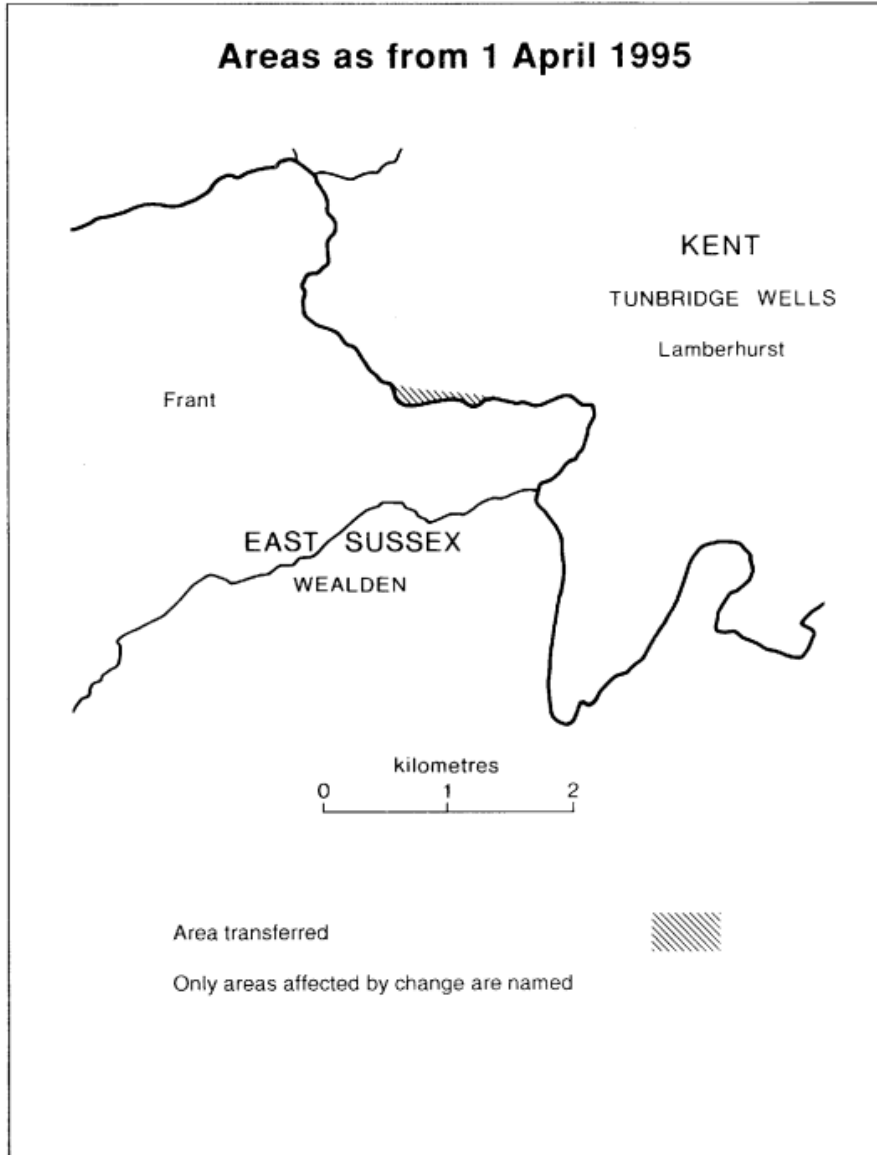 Areas as from 1 April 1995
KENT
TUNBRIDGE WELLS
Lamberhurst
Frant
EAST SUSSEX
WEALDEN
kilometres
0 1 2
Area transferred
Only areas affected by change are named